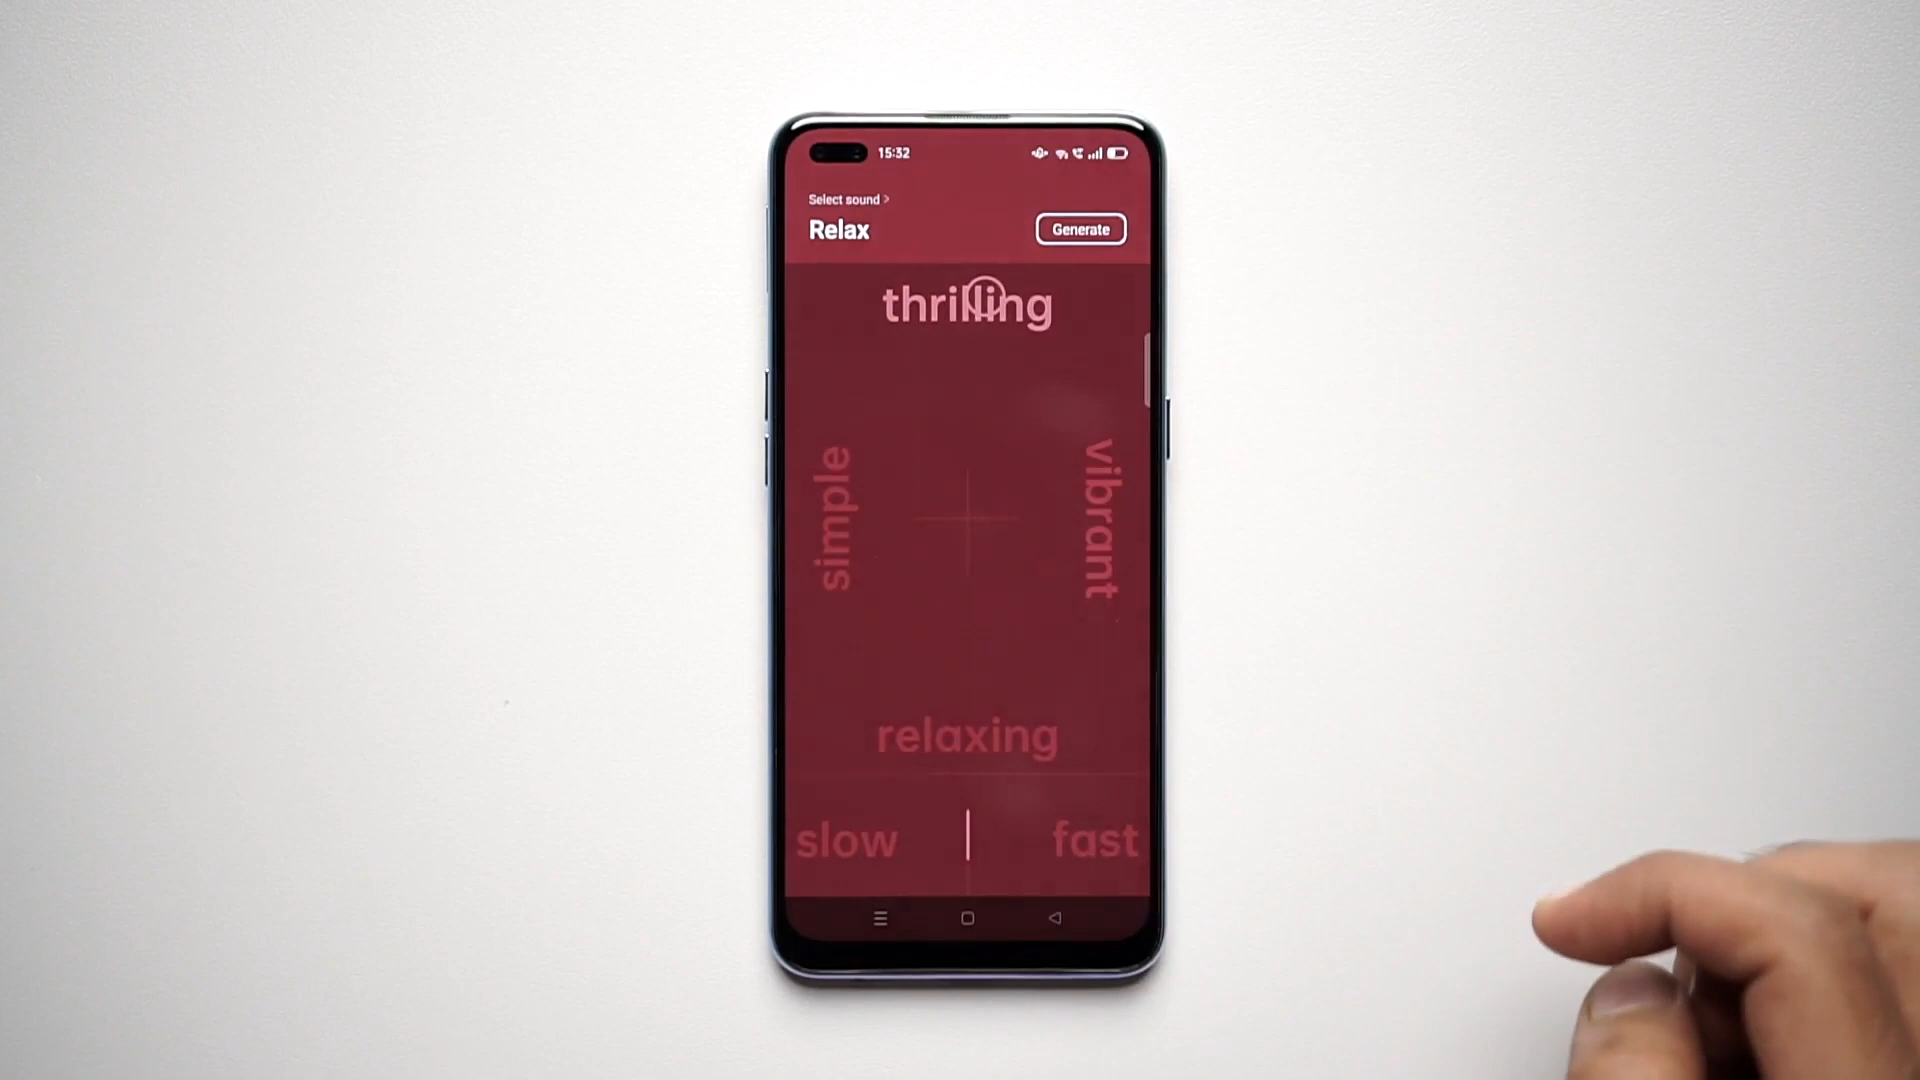 15:32
Select sound >
Relax
Generate
thrilling
simple
vibrant
relaxing
slow
fast